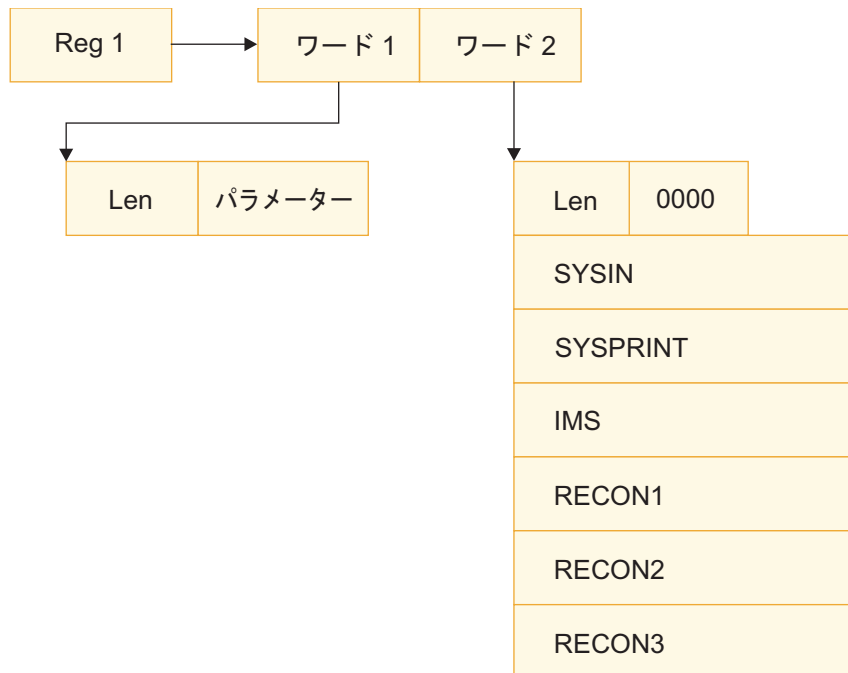 Reg 1
ワード 1
ワード 2
Len
パラメーター
Len
0000
SYSIN
SYSPRINT
IMS
RECON1
RECON2
RECON3